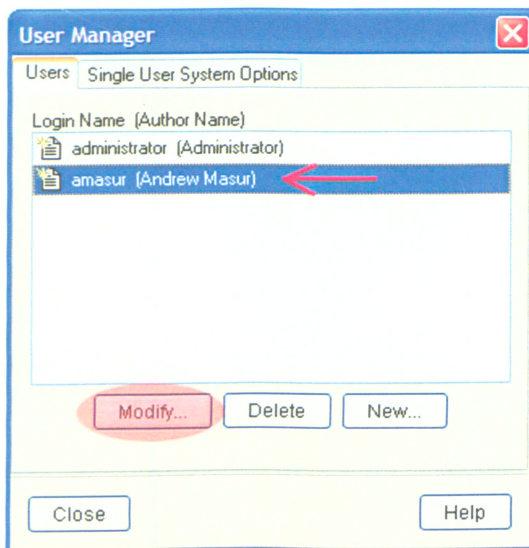 User Manager
Users Single User System Options
Login Name (Author Name)
administrator (Administrator)
amasur (Andrew Masur)
Modify... Delete New...
Close Help